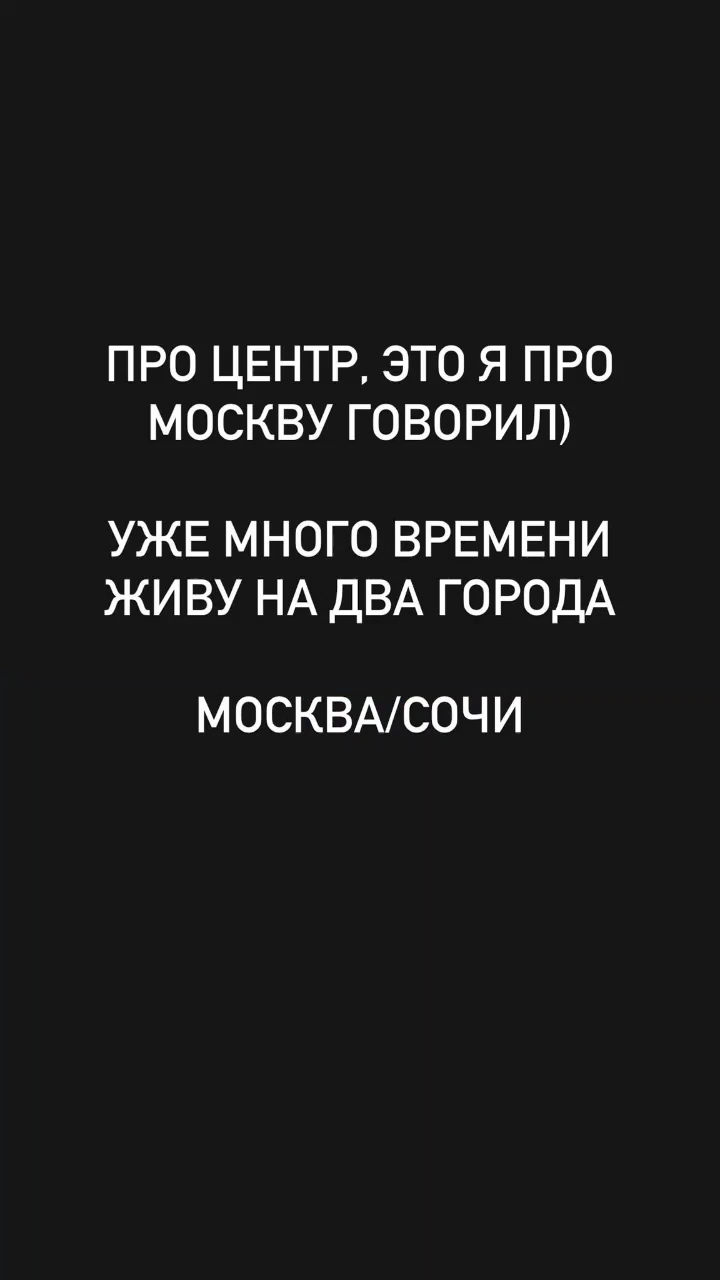 ПРО ЦЕНТР, ЭТО Я ПРО
МОСКВУ ГОВОРИЛ)
УЖЕ МНОГО ВРЕМЕНИ
ЖИВУ НА ДВА ГОРОДА
МОСКВА/СОЧИ